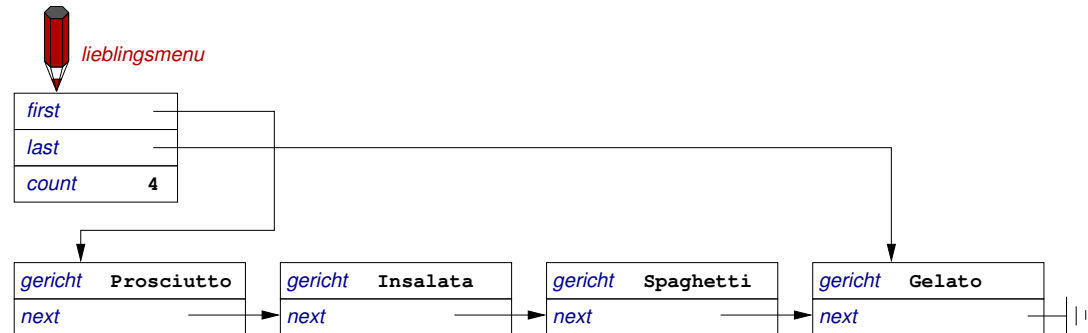 lieblingsmenu
first
last
count 4
gericht Prosciutto gericht Insalata gericht Spaghetti gericht Gelato
next next next next